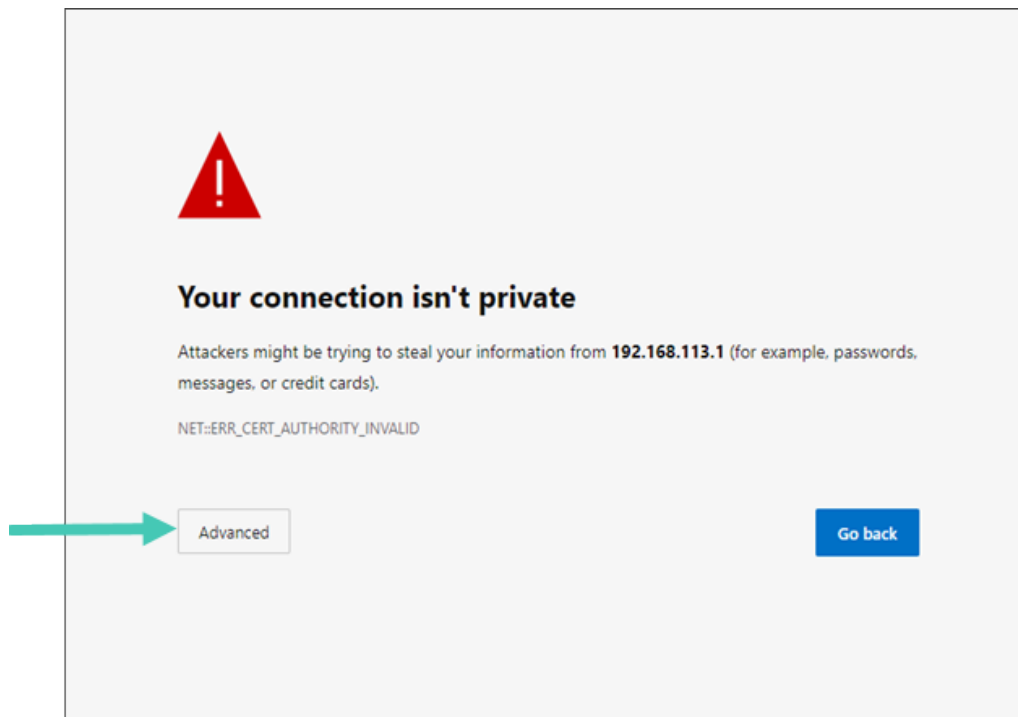 !
Your connection isn't private
Attackers might be trying to steal your information from 192.168.113.1 (for example, passwords,
messages, or credit cards).
NET::ERR_CERT_AUTHORITY_INVALID
Advanced
Go back